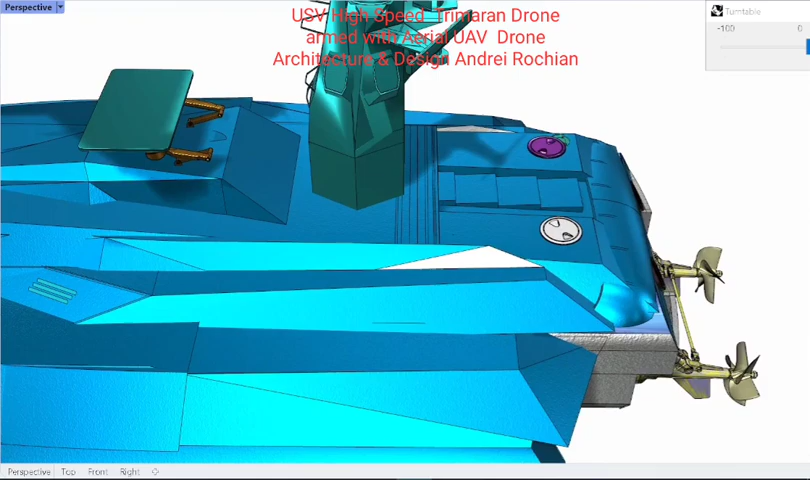 Perspective
USV High Speed Trimaran Drone
armed with Aerial UAV Drone
Architecture & Design Andrei Rochian
Turntable
-100 0
Perspective Top Front Right